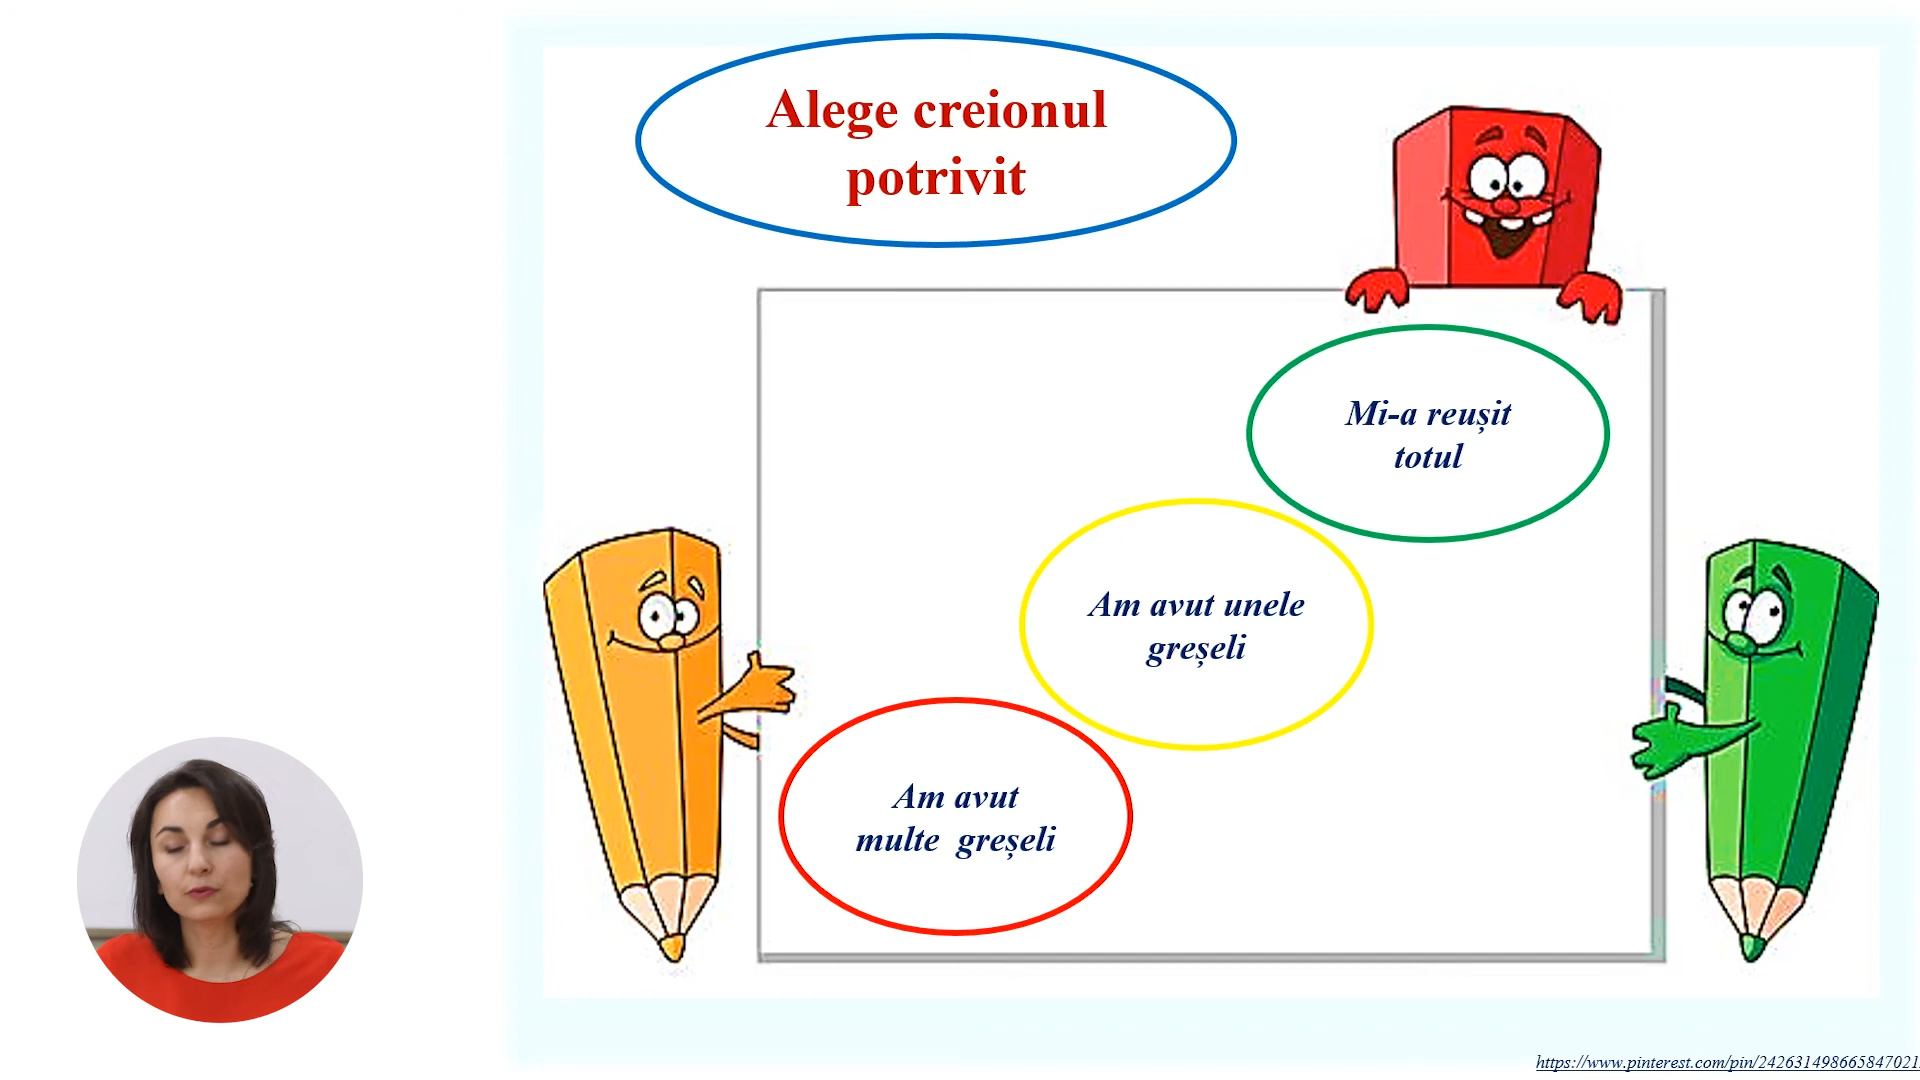 Alege creionul
potrivit
Mi-a reușit
totul
Am avut unele
greșeli
Am avut
multe greșeli
https://www.pinterest.com/pin/242631498665847021